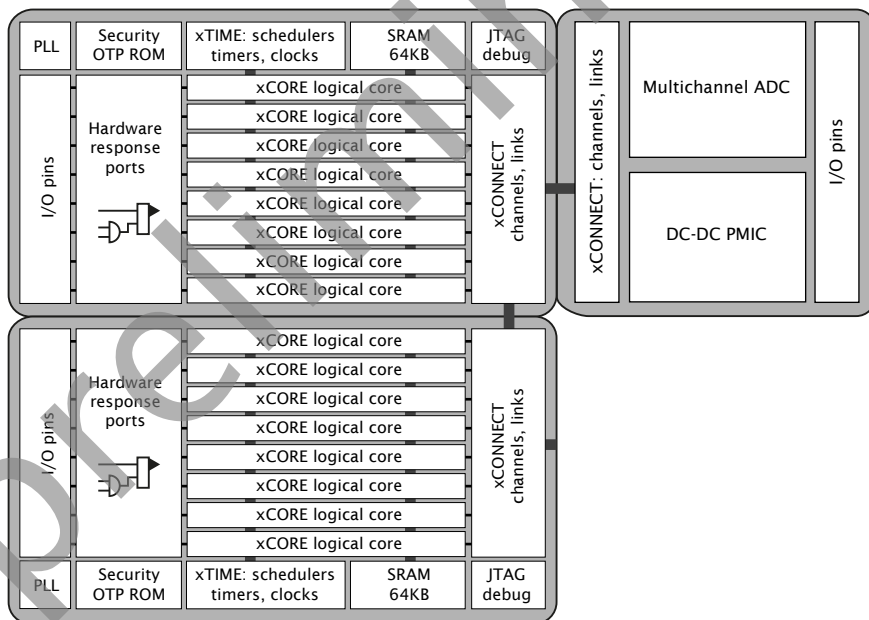 PLL
Security
OTP ROM
xTIME: schedulers
timers, clocks
SRAM
64KB
JTAG
debug
I/O pins
Hardware
response
ports
xCORE logical core
xCORE logical core
xCORE logical core
xCORE logical core
xCORE logical core
xCORE logical core
xCORE logical core
xCORE logical core
xCONNECT
channels, links
xCONNECT: channels, links
Multichannel ADC
DC-DC PMIC
I/O pins
I/O pins
Hardware
response
ports
xCORE logical core
xCORE logical core
xCORE logical core
xCORE logical core
xCORE logical core
xCORE logical core
xCORE logical core
xCORE logical core
xCONNECT
channels, links
PLL
Security
OTP ROM
xTIME: schedulers
timers, clocks
SRAM
64KB
JTAG
debug
prelimin